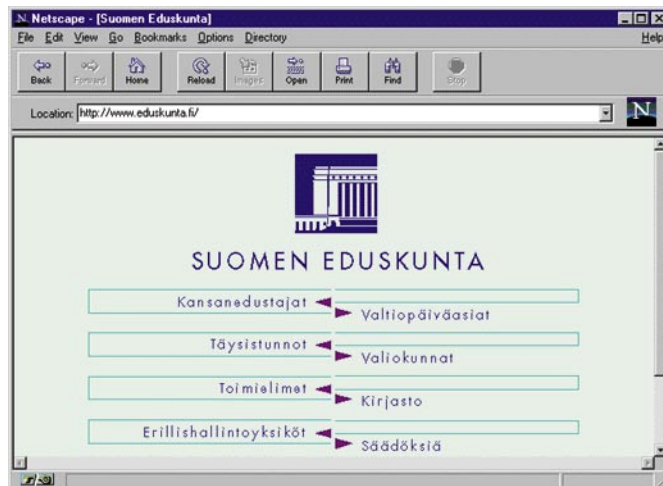 Netscape - [Suomen Eduskunta]
File Edit View Go Bookmarks Options Directory Help
Back Forward Home Reload Images Open Print Find Stop
Location: http://www.eduskunta.fi/
N
SUOMEN EDUSKUNTA
Kansanedustajat
Valtiopäiväasiat
Täysistunnot
Valiokunnat
Toimielimet
Kirjasto
Erillishallintoyksiköt
Säädöksiä